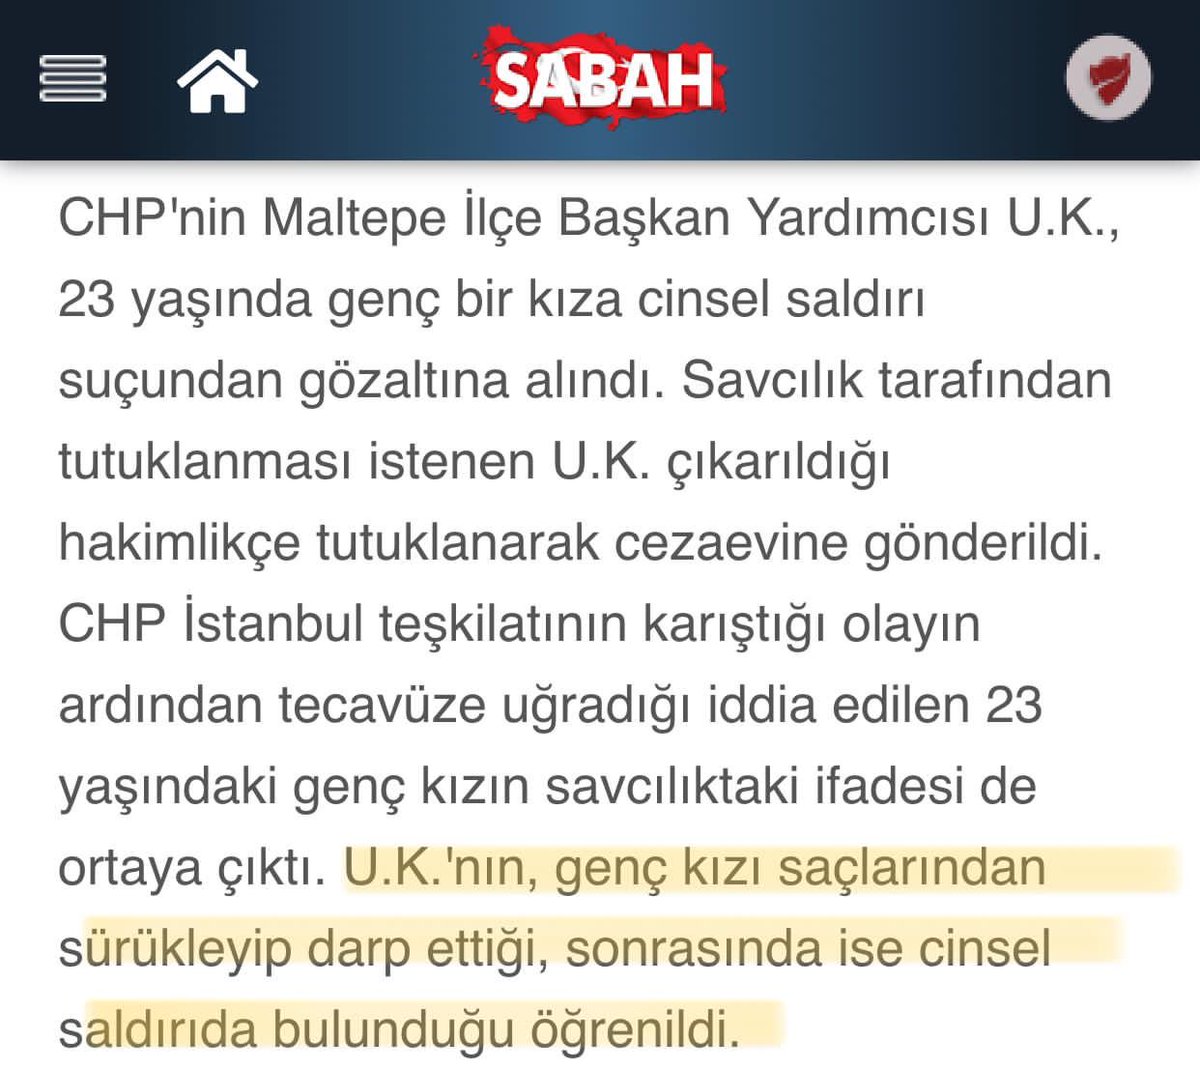 SABAH
CHP'nin Maltepe İlçe Başkan Yardımcısı U.K.,
23 yaşında genç bir kıza cinsel saldırı
suçundan gözaltına alındı. Savcılık tarafından
tutuklanması istenen U.K. çıkarıldığı
hakimlikçe tutuklanarak cezaevine gönderildi.
CHP İstanbul teşkilatının karıştığı olayın
ardından tecavüze uğradığı iddia edilen 23
yaşındaki genç kızın savcılıktaki ifadesi de
ortaya çıktı. U.K.'nın, genç kızı saçlarından
sürükleyip darp ettiği, sonrasında ise cinsel
saldırıda bulunduğu öğrenildi.